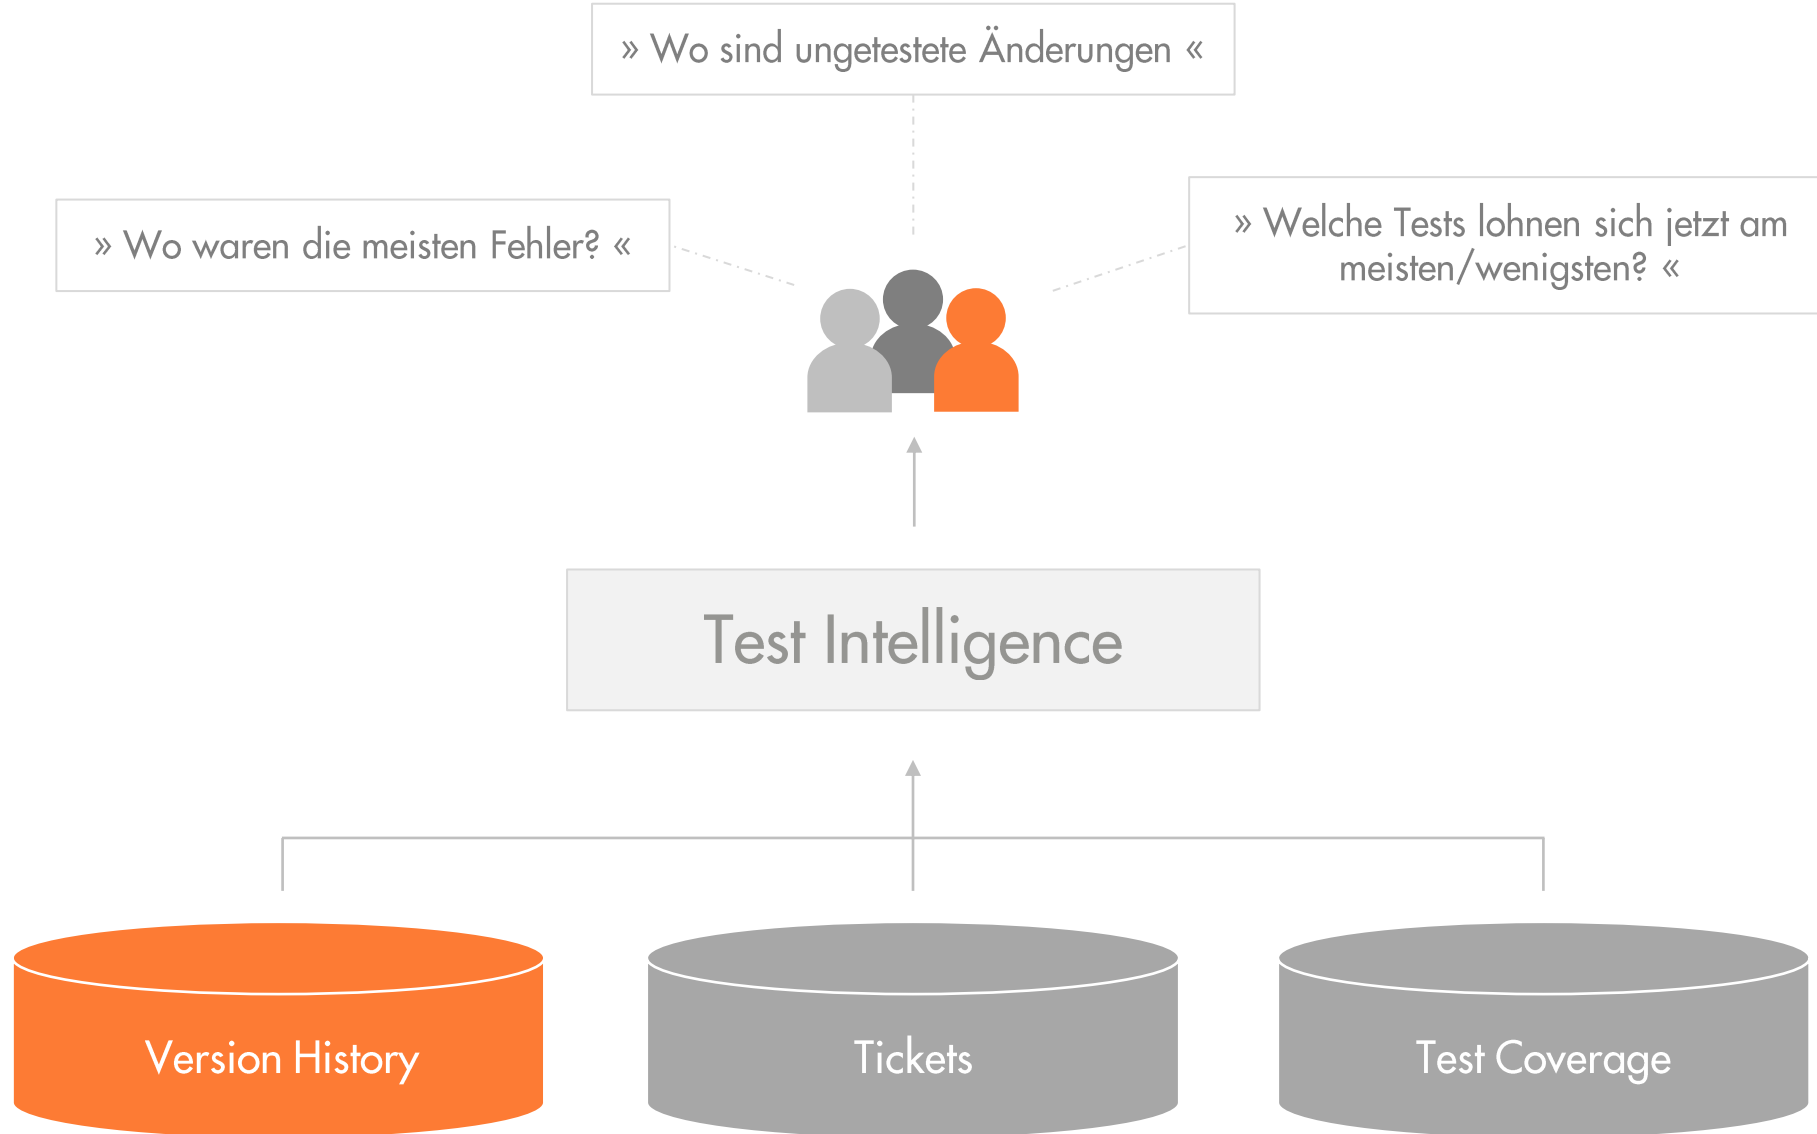 » Wo sind ungetestete Änderungen «
» Wo waren die meisten Fehler? «
» Welche Tests lohnen sich jetzt am
meisten/wenigsten? «
Test Intelligence
Version History
Tickets
Test Coverage